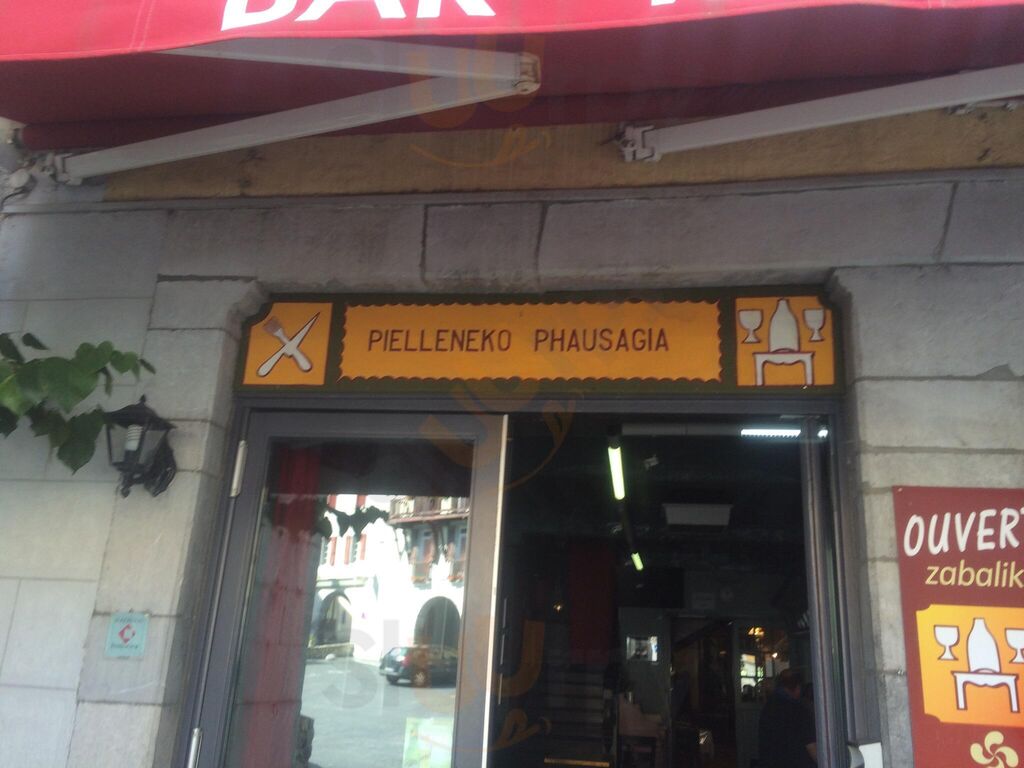 BAR
PIELLENEKO PHAUSAGIA
OUVERT
zabalik